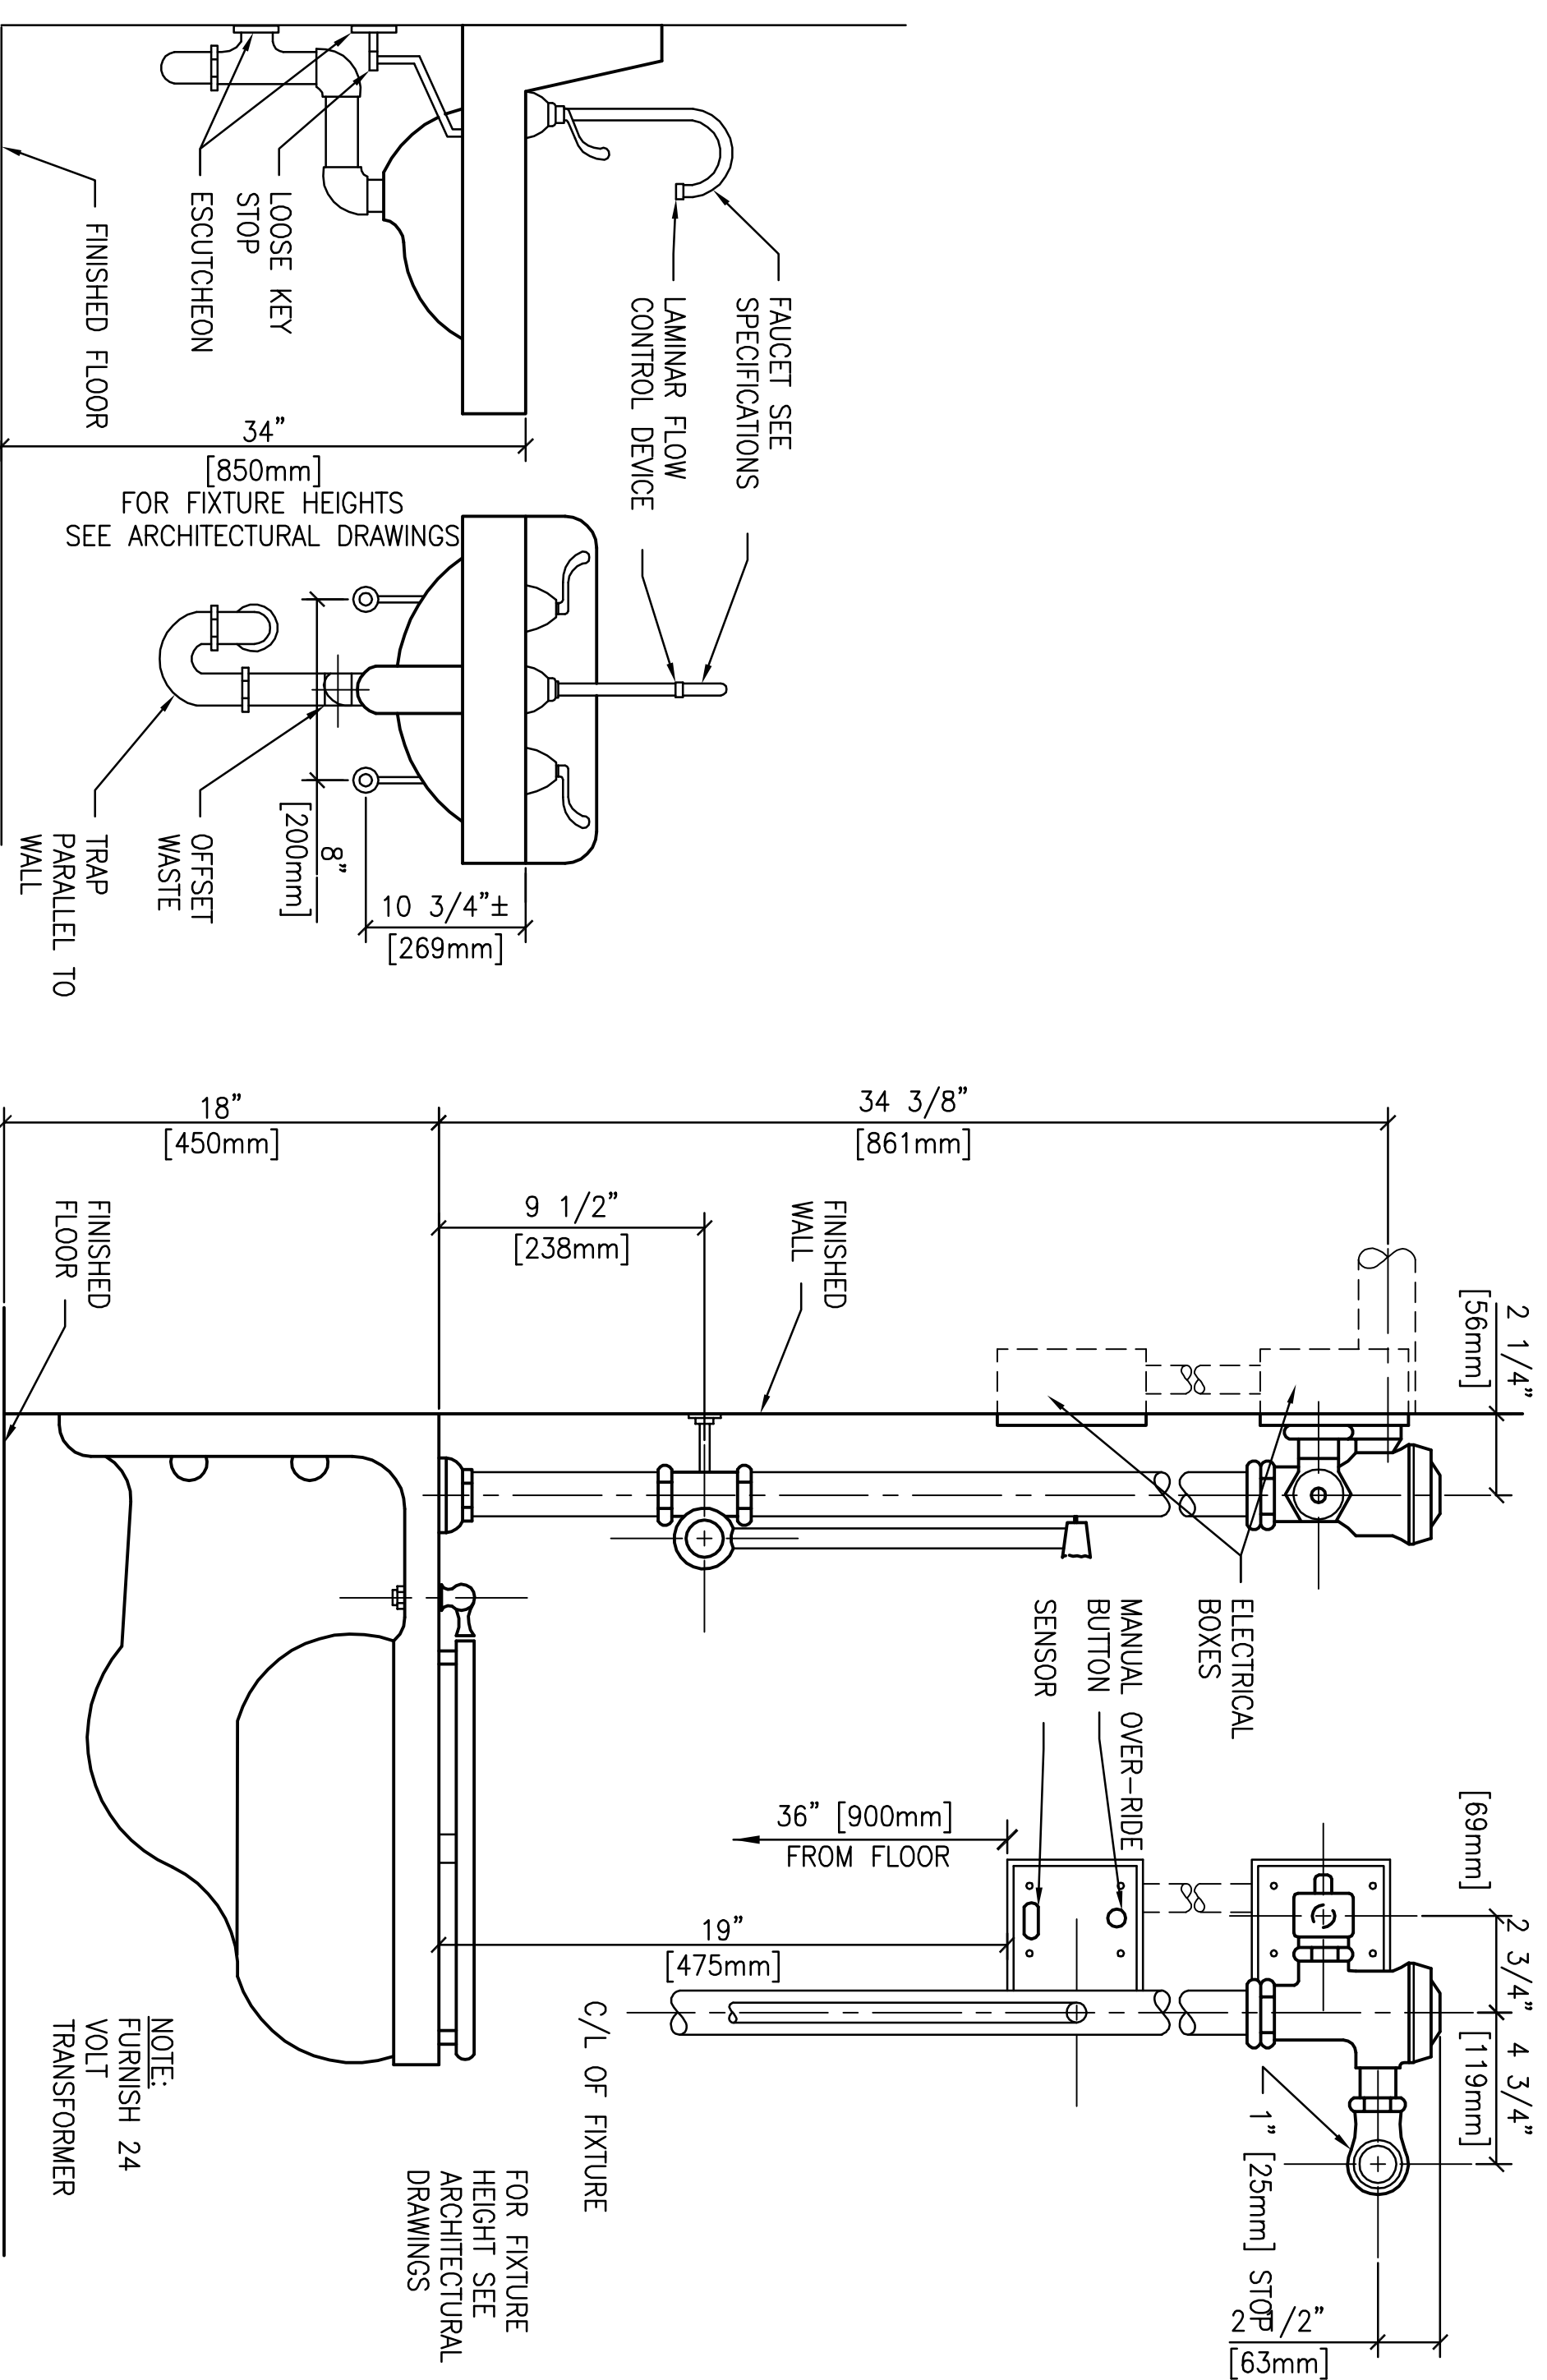 FAUCET SEE
SPECIFICATIONS
LAMINAR FLOW
CONTROL DEVICE
LOOSE KEY
STOP
ESCUTCHEON
FINISHED FLOOR
34"
[850mm]
FOR FIXTURE HEIGHTS
SEE ARCHITECTURAL DRAWINGS
8"
[200mm]
10 3/4"±
[269mm]
OFFSET
WASTE
TRAP
PARALLEL TO
WALL
34 3/8"
[861mm]
18"
[450mm]
9 1/2"
[238mm]
FINISHED
WALL
FINISHED
FLOOR
2 1/4"
[56mm]
ELECTRICAL
BOXES
MANUAL OVER-RIDE
BUTTON
SENSOR
36" [900mm]
FROM FLOOR
19"
[475mm]
2 3/4"
[69mm]
4 3/4"
[119mm]
1" [25mm] STOP
2 1/2"
[63mm]
C/L OF FIXTURE
FOR FIXTURE
HEIGHT SEE
ARCHITECTURAL
DRAWINGS
NOTE:
FURNISH 24
VOLT
TRANSFORMER